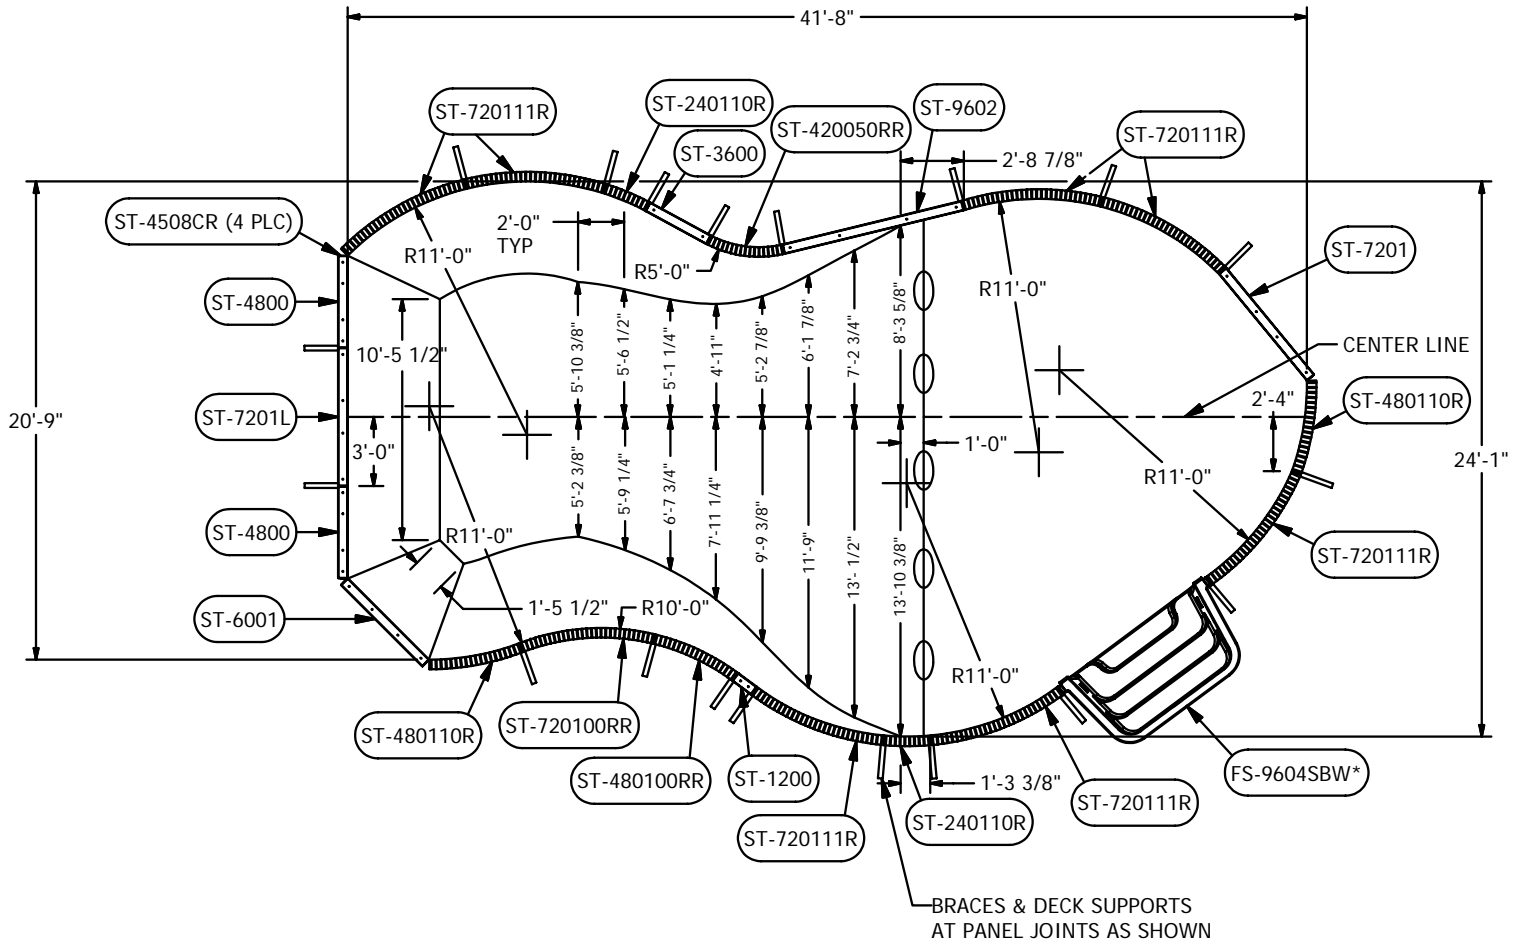 41'-8"
ST-720111R
ST-240110R
ST-3600
ST-420050RR
ST-9602
ST-720111R
2'-8 7/8"
ST-4508CR (4 PLC)
2'-0"
TYP
R11'-0"
R5'-0"
R11'-0"
ST-7201
ST-4800
10'-5 1/2"
5'-10 3/8"
5'-6 1/2"
5'-1 1/4"
4'-11"
5'-2 7/8"
6'-1 7/8"
7'-2 3/4"
8'-3 5/8"
CENTER LINE
20'-9"
ST-7201L
3'-0"
1'-0"
2'-4"
ST-480110R
24'-1"
5'-2 3/8"
5'-9 1/4"
6'-7 3/4"
7'-11 1/4"
9'-9 3/8"
11'-9"
13'- 1/2"
13'-10 3/8"
R11'-0"
ST-4800
R11'-0"
ST-720111R
ST-6001
1'-5 1/2"
R10'-0"
R11'-0"
ST-480110R
ST-720100RR
ST-480100RR
ST-1200
1'-3 3/8"
FS-9604SBW*
ST-720111R
ST-720111R
ST-240110R
BRACES & DECK SUPPORTS
AT PANEL JOINTS AS SHOWN